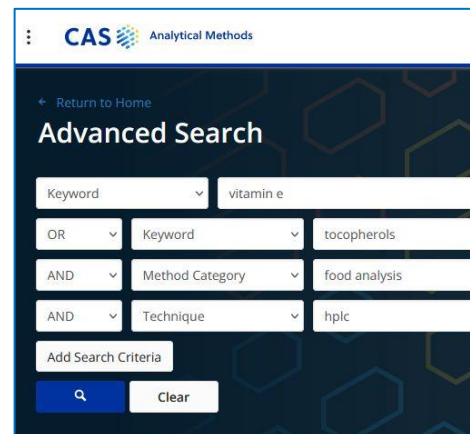 CAS Analytical Methods
← Return to Home
Advanced Search
Keyword vitamin e
OR Keyword tocopherols
AND Method Category food analysis
AND Technique hplc
Add Search Criteria
Clear